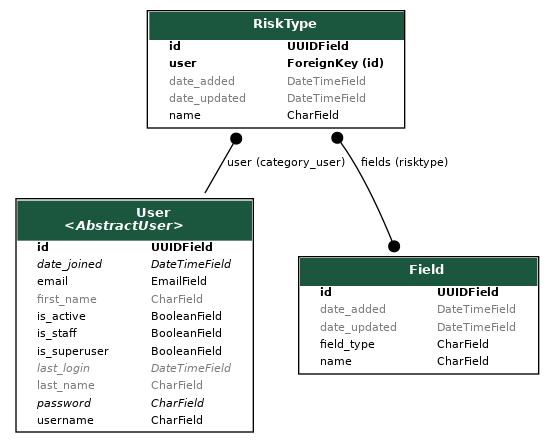 RiskType
id UUIDField
user ForeignKey (id)
date_added DateTimeField
date_updated DateTimeField
name CharField
user (category_user) fields (risktype)
User
<AbstractUser>
id UUIDField
date_joined DateTimeField
email EmailField
first_name CharField
is_active BooleanField
is_staff BooleanField
is_superuser BooleanField
last_login DateTimeField
last_name CharField
password CharField
username CharField
Field
id UUIDField
date_added DateTimeField
date_updated DateTimeField
field_type CharField
name CharField